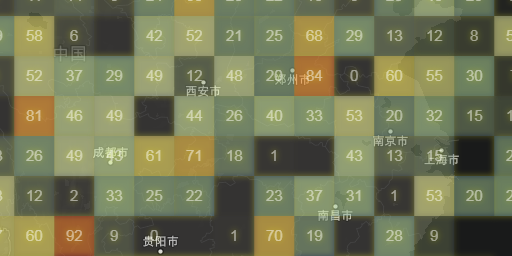 58 6 42 52 21 25 68 29 13 12 8
中国
52 37 29 49 12 48 20 84 0 60 55 30
西安市 郑州市
81 46 49 44 26 40 33 53 20 32 15
南京市
26 49 43 61 71 18 1 43 13 15
成都市 上海市
12 2 33 25 22 23 37 31 1 53 20
南昌市
60 92 9 0 1 70 19 28 9
贵阳市